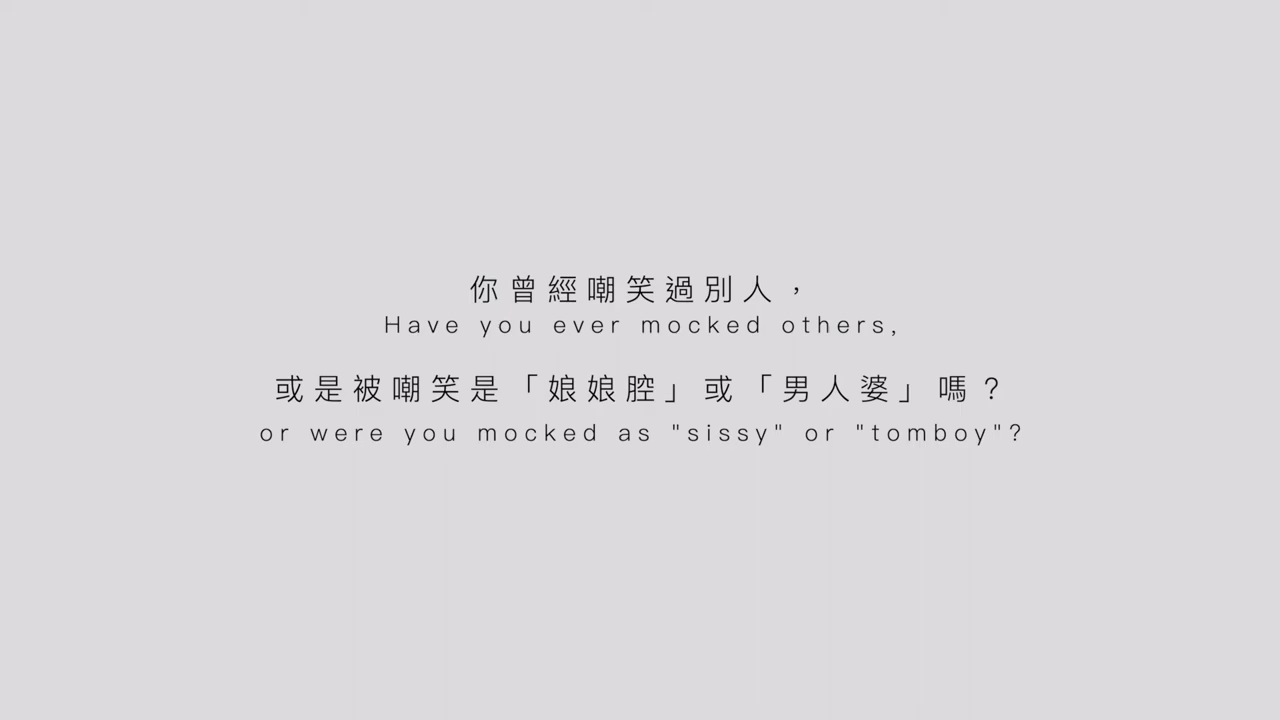 你曾經嘲笑過別人，
Have you ever mocked others,
或是被嘲笑是「娘娘腔」或「男人婆」嗎？
or were you mocked as "sissy" or "tomboy"?